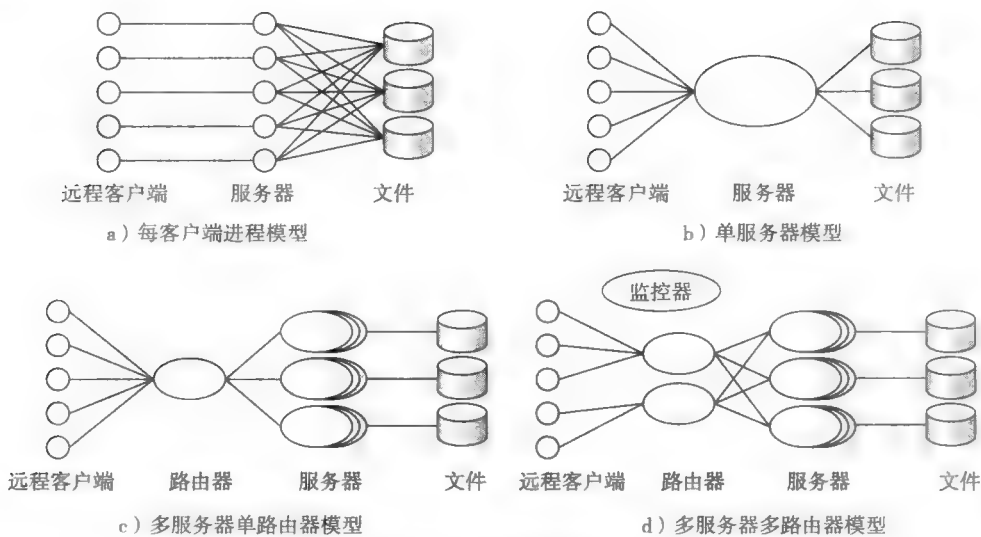 远程客户端 服务器 文件
a）每客户端进程模型
远程客户端 服务器 文件
b）单服务器模型
远程客户端 路由器 服务器 文件
c）多服务器单路由器模型
监控器
远程客户端 路由器 服务器 文件
d）多服务器多路由器模型